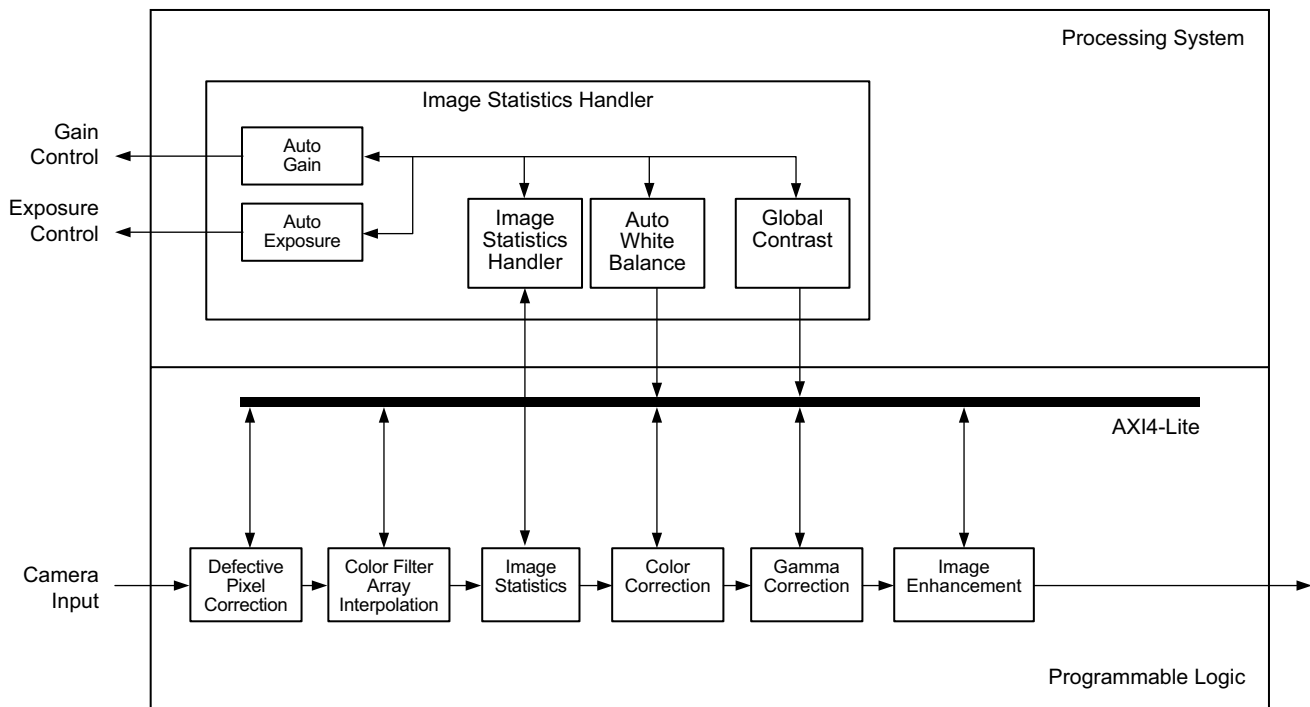 Processing System
Image Statistics Handler
Gain
Control
Auto
Gain
Exposure
Control
Auto
Exposure
Image
Statistics
Handler
Auto
White
Balance
Global
Contrast
AXI4-Lite
Camera
Input
Defective
Pixel
Correction
Color Filter
Array
Interpolation
Image
Statistics
Color
Correction
Gamma
Correction
Image
Enhancement
Programmable Logic